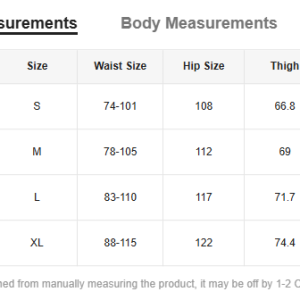 surements Body Measurements
Size Waist Size Hip Size Thigh
S 74-101 108 66.8
M 78-105 112 69
L 83-110 117 71.7
XL 88-115 122 74.4
ned from manually measuring the product, it may be off by 1-2 C